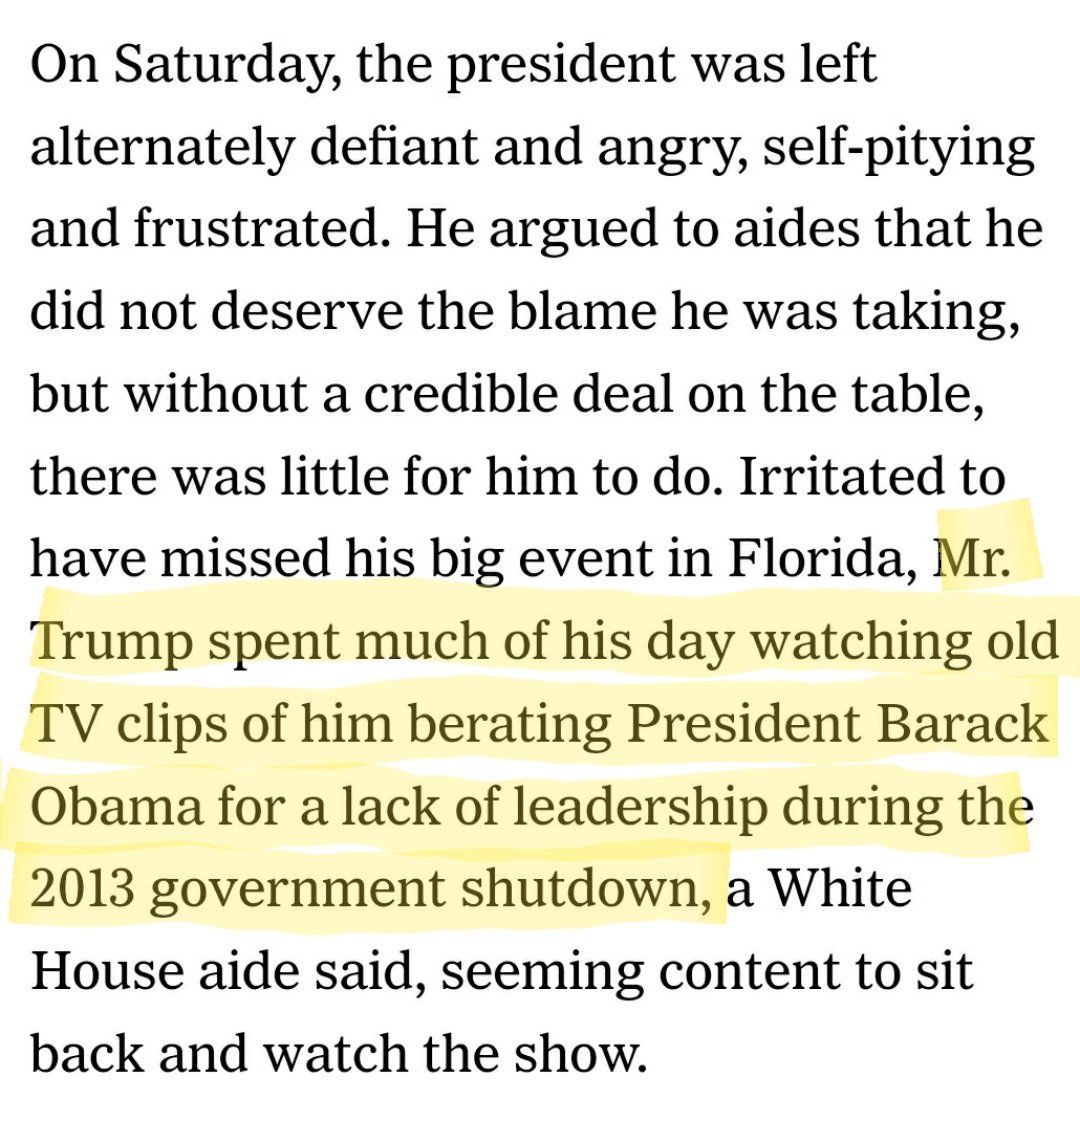 On Saturday, the president was left
alternately defiant and angry, self-pitying
and frustrated. He argued to aides that he
did not deserve the blame he was taking,
but without a credible deal on the table,
there was little for him to do. Irritated to
have missed his big event in Florida, Mr.
Trump spent much of his day watching old
TV clips of him berating President Barack
Obama for a lack of leadership during the
2013 government shutdown, a White
House aide said, seeming content to sit
back and watch the show.